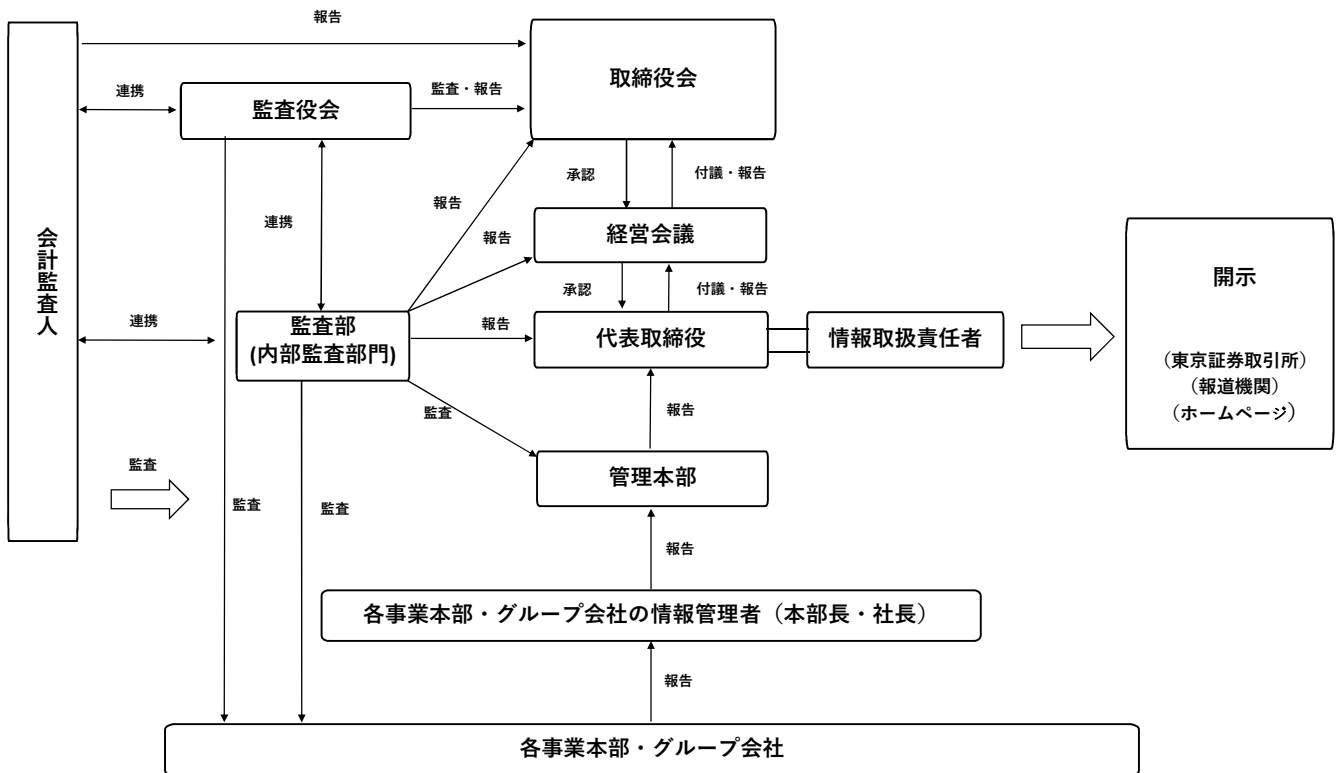 報告
取締役会
連携
監査役会
監査・報告
承認
付議・報告
報告
連携
報告
経営会議
会計監査人
承認
付議・報告
開示
連携
監査部
(内部監査部門)
報告
代表取締役
情報取扱責任者
（東京証券取引所）
（報道機関）
（ホームページ）
監査
報告
監査
管理本部
監査
監査
報告
各事業本部・グループ会社の情報管理者（本部長・社長）
報告
各事業本部・グループ会社